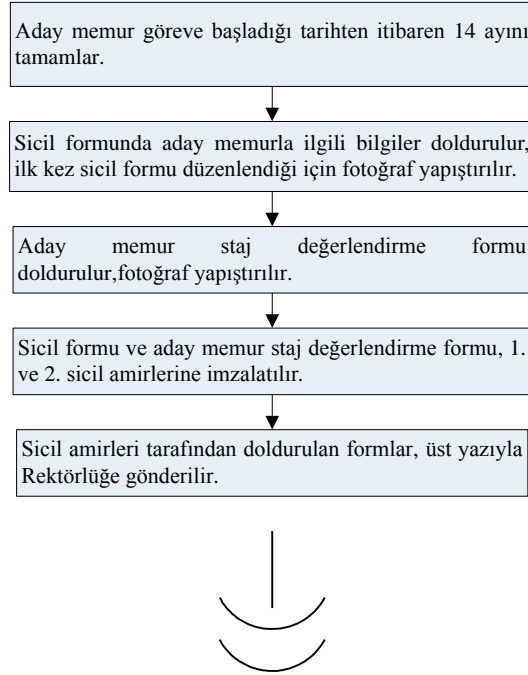 Aday memur göreve başladığı tarihten itibaren 14 ayını
tamamlar.
Sicil formunda aday memurla ilgili bilgiler doldurulur,
ilk kez sicil formu düzenlendiği için fotoğraf yapıştırılır.
Aday memur staj değerlendirme formu
doldurulur,fotoğraf yapıştırılır.
Sicil formu ve aday memur staj değerlendirme formu, 1.
ve 2. sicil amirlerine imzalatılır.
Sicil amirleri tarafından doldurulan formlar, üst yazıyla
Rektörlüğe gönderilir.